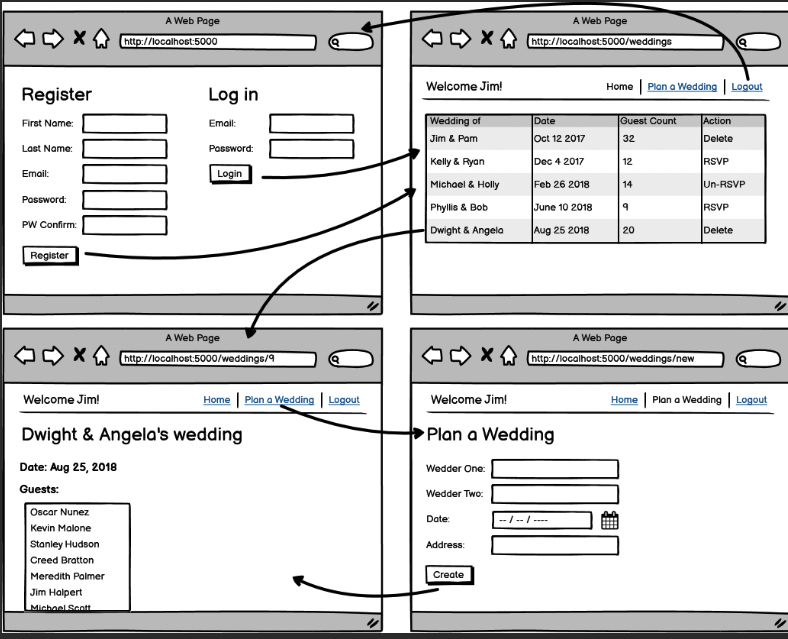 A Web Page
http://localhost:5000
Register
Log in
First Name:
Email:
Last Name:
Password:
Email:
Login
Password:
PW Confirm:
Register
A Web Page
http://localhost:5000/weddings
Welcome Jim!
Home | Plan a Wedding | Logout
Wedding of Date Guest Count Action
Jim & Pam Oct 12 2017 32 Delete
Kelly & Ryan Dec 4 2017 12 RSVP
Michael & Holly Feb 26 2018 14 Un-RSVP
Phyllis & Bob June 10 2018 9 RSVP
Dwight & Angela Aug 25 2018 20 Delete
A Web Page
http://localhost:5000/weddings/9
Welcome Jim!
Home | Plan a Wedding | Logout
Dwight & Angela's wedding
Date: Aug 25, 2018
Guests:
Oscar Nunez
Kevin Malone
Stanley Hudson
Creed Bratton
Meredith Palmer
Jim Halpert
Michael Scott
A Web Page
http://localhost:5000/weddings/new
Welcome Jim!
Home | Plan a Wedding | Logout
Plan a Wedding
Wedder One:
Wedder Two:
Date:
-- / -- / ----
Address:
Create